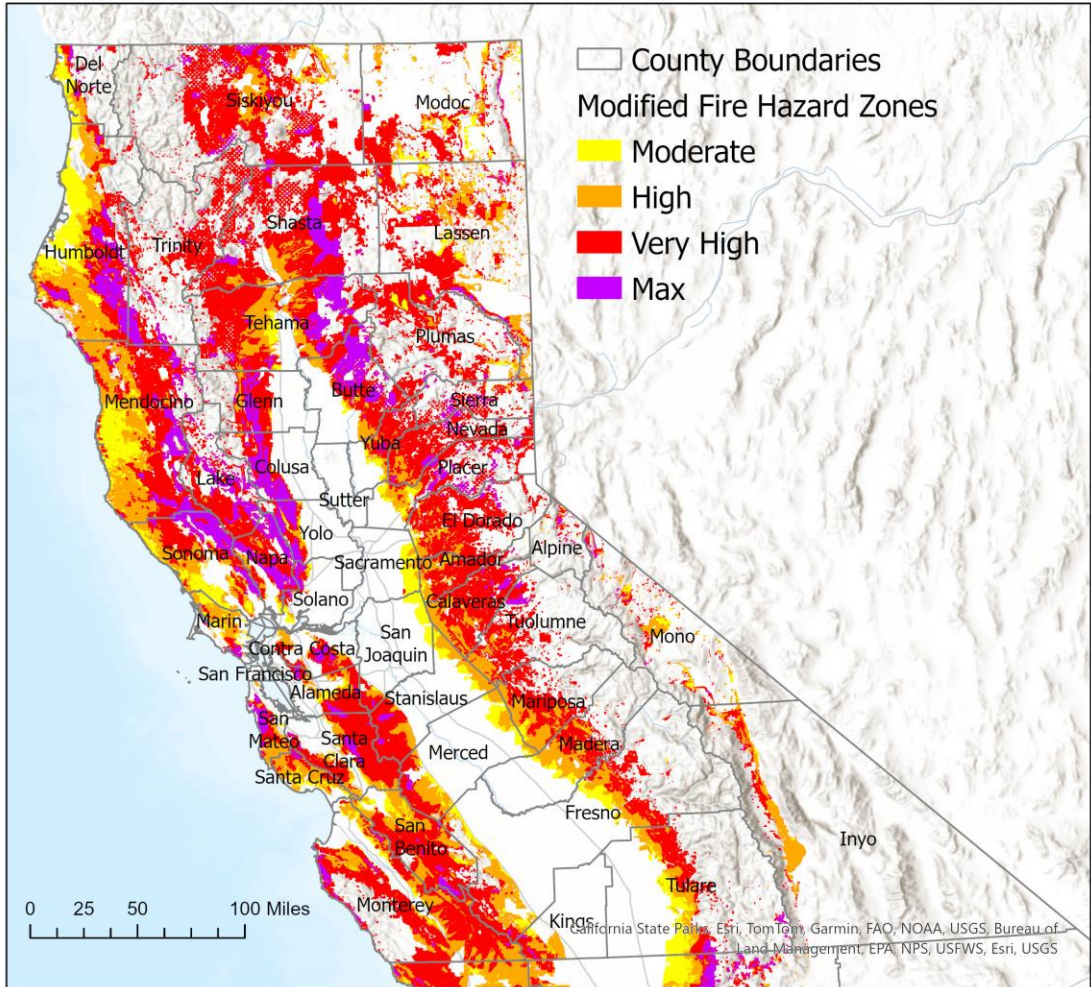 County Boundaries
Modified Fire Hazard Zones
Moderate
High
Very High
Max
Del
Norte
Siskiyou
Modoc
Shasta
Lassen
Trinity
Humboldt
Tehama
Plumas
Butte
Glenn
Mendocino
Sierra
Nevada
Yuba
Placer
Colusa
Lake
Sutter
El Dorado
Yolo
Alpine
Sonoma
Napa
Sacramento
Amador
Solano
Calaveras
Tuolumne
Marin
San
Joaquin
Mono
Contra Costa
San Francisco
Alameda
Stanislaus
Mariposa
San
Mateo
Santa
Clara
Merced
Madera
Santa Cruz
Fresno
San
Benito
Inyo
Tulare
Monterey
Kings
0 25 50 100 Miles
California State Parks, Esri, TomTom, Garmin, FAO, NOAA, USGS, Bureau of
Land Management, EPA, NPS, USFWS, Esri, USGS